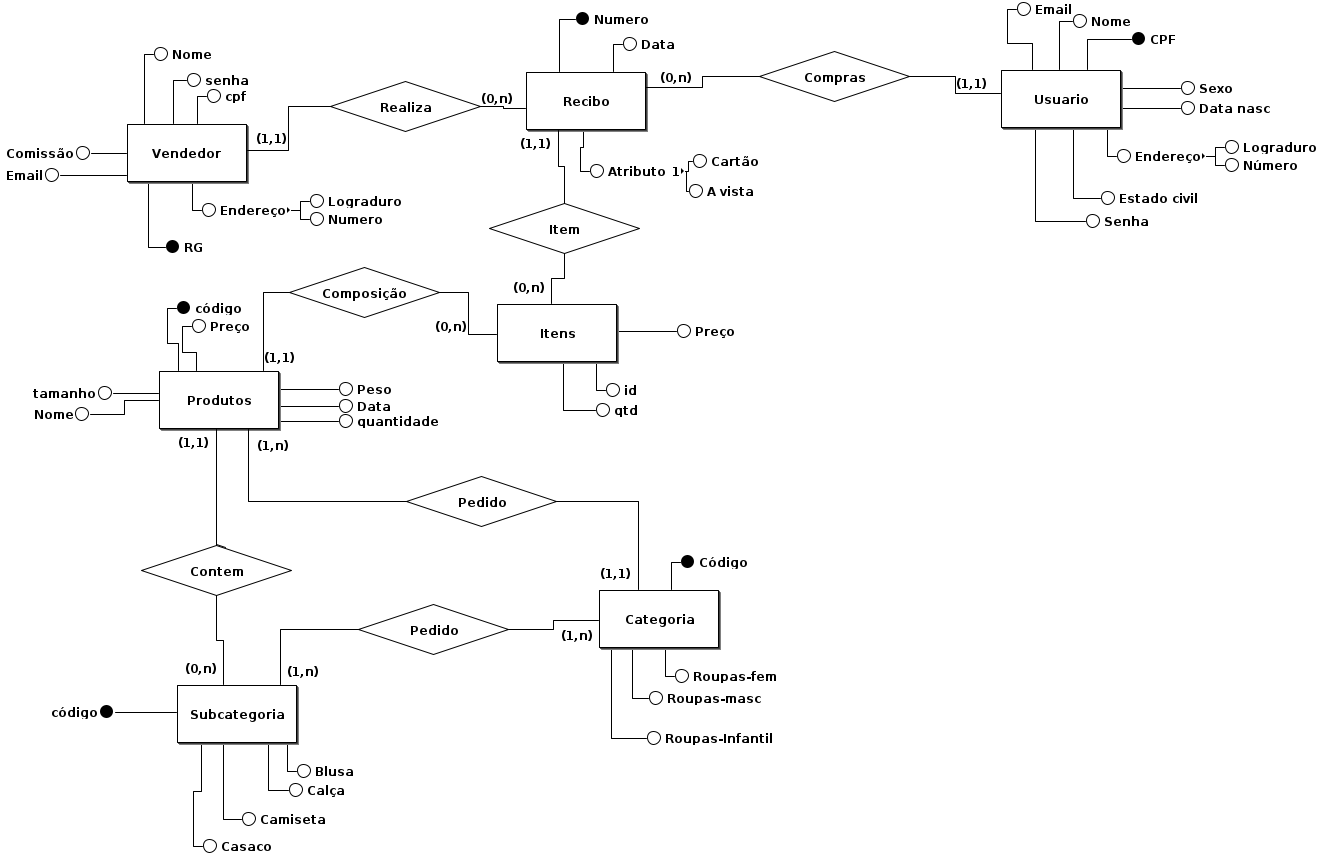 Email
Numero
Nome
CPF
Data
Nome
senha
cpf
(0,n)
Compras
(1,1)
Sexo
Data nasc
Vendedor
(1,1)
Realiza
(0,n)
Recibo
Usuario
Comissão
Email
(1,1)
Atributo 1
Cartão
A vista
Endereço
Lograduro
Número
Estado civil
Senha
Endereço
Lograduro
Numero
RG
Item
código
Preço
Composição
(0,n)
(0,n)
Itens
Preço
(1,1)
id
qtd
tamanho
Nome
Produtos
Peso
Data
quantidade
(1,1)
(1,n)
Pedido
Contem
(1,1)
Código
Categoria
Pedido
(1,n)
(0,n)
(1,n)
Roupas-fem
Roupas-masc
Roupas-Infantil
código
Subcategoria
Blusa
Calça
Camiseta
Casaco